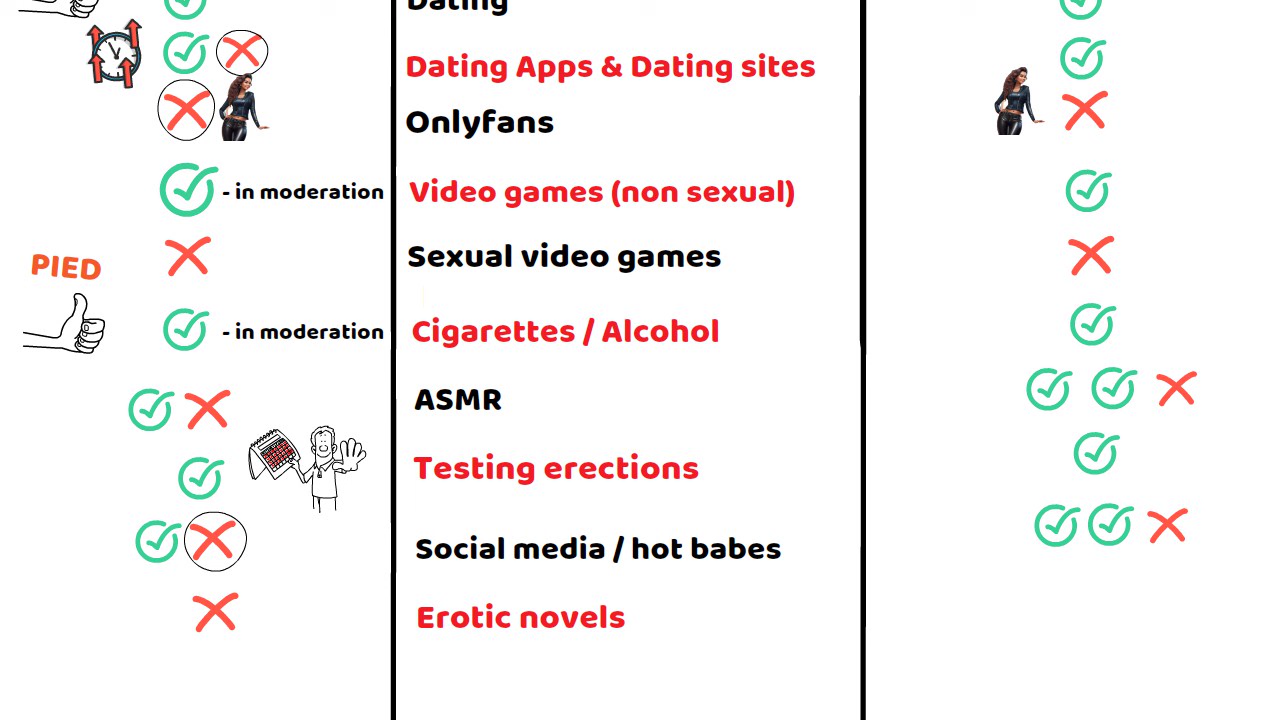 Dating
Dating Apps & Dating sites
Onlyfans
- in moderation Video games (non sexual)
PIED
Sexual video games
- in moderation Cigarettes / Alcohol
ASMR
Testing erections
Social media / hot babes
Erotic novels